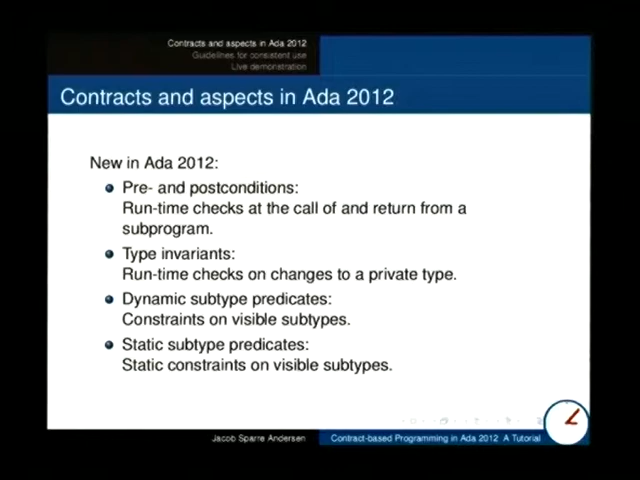 Contracts and aspects in Ada 2012
Guidelines for consistent use
Live demonstration
Contracts and aspects in Ada 2012
New in Ada 2012:
Pre- and postconditions:
Run-time checks at the call of and return from a
subprogram.
Type invariants:
Run-time checks on changes to a private type.
Dynamic subtype predicates:
Constraints on visible subtypes.
Static subtype predicates:
Static constraints on visible subtypes.
Jacob Sparre Andersen
Contract-based Programming in Ada 2012 A Tutorial